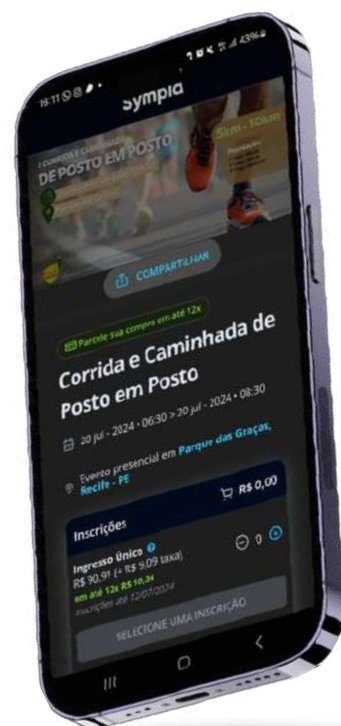 19:11
43%
Sympla
I CORRIDA E CAMINHADA
DE POSTO EM POSTO
5km - 10km
COMPARTILHAR
Parcele sua compra em até 12x
Corrida e Caminhada de
Posto em Posto
20 jul - 2024 • 06:30 > 20 jul - 2024 • 08:30
Evento presencial em Parque das Graças,
Recife - PE
Inscrições
R$ 0,00
Ingresso Único
R$ 90,91 (+ R$ 9,09 taxa)
em até 12x R$ 10,34
Inscrições até 12/07/2024
0
SELECIONE UMA INSCRIÇÃO